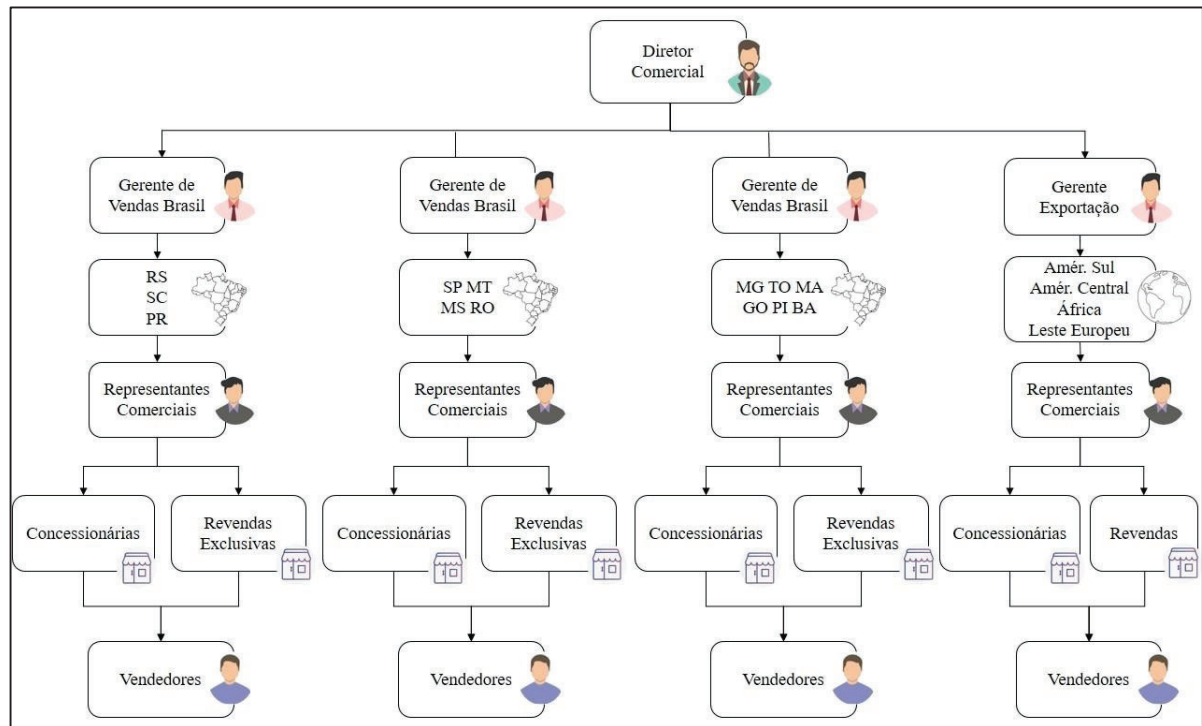 Diretor
Comercial
Gerente de
Vendas Brasil
Gerente de
Vendas Brasil
Gerente de
Vendas Brasil
Gerente
Exportação
RS
SC
PR
SP MT
MS RO
MG TO MA
GO PI BA
Amér. Sul
Amér. Central
África
Leste Europeu
Representantes
Comerciais
Representantes
Comerciais
Representantes
Comerciais
Representantes
Comerciais
Concessionárias
Revendas
Exclusivas
Concessionárias
Revendas
Exclusivas
Concessionárias
Revendas
Exclusivas
Concessionárias
Revendas
Vendedores
Vendedores
Vendedores
Vendedores